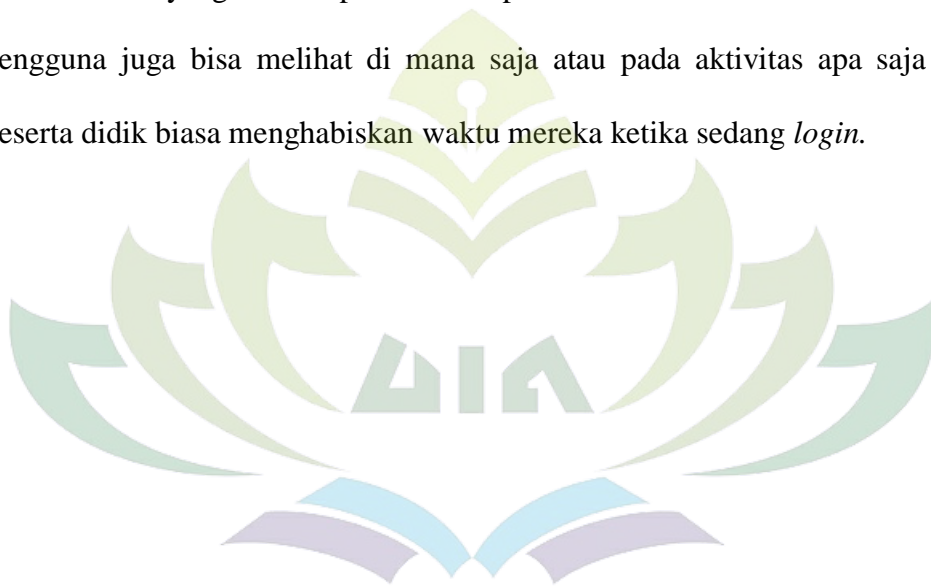 engguna juga bisa melihat di mana saja atau pada aktivitas apa saja
eserta didik biasa menghabiskan waktu mereka ketika sedang login.
UIN